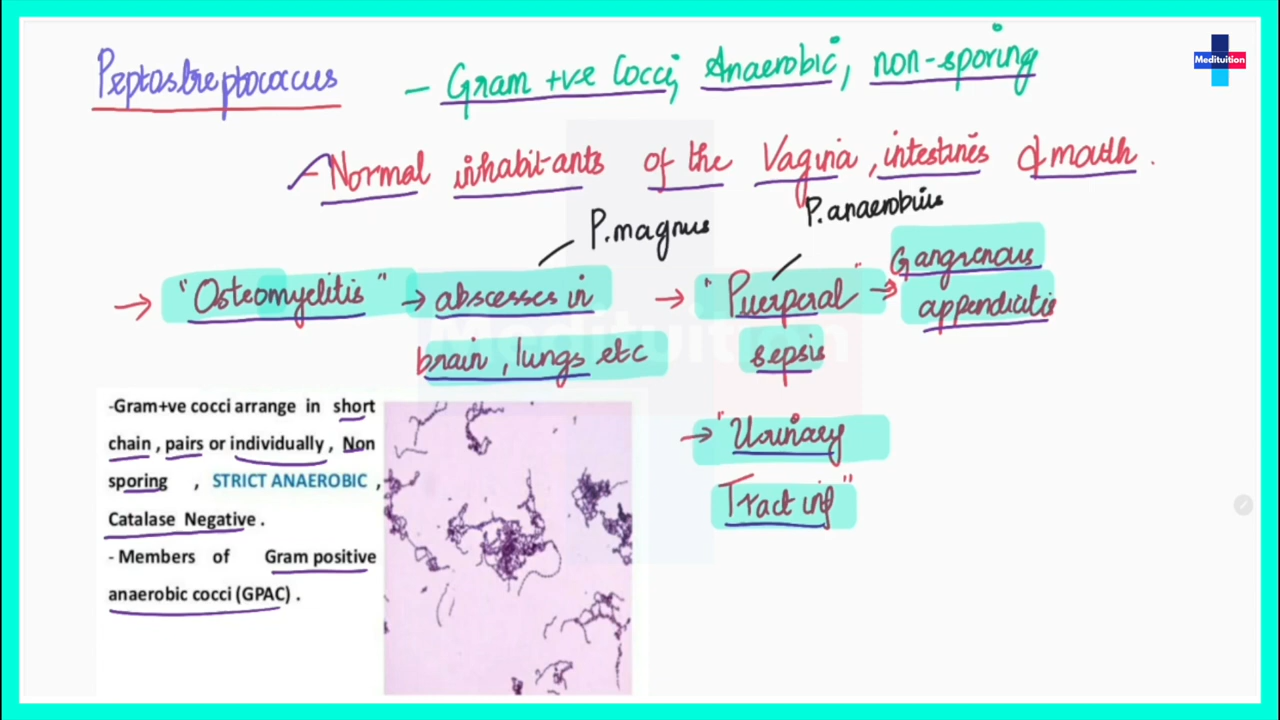 Peptostreptococcus - Gram +ve Cocci, Anaerobic, non-sporing
Medituition
Normal inhabitants of the Vagina, intestines & mouth.
P.magnus
P.anaerobius
"Osteomyelitis" → abscesses in
brain, lungs etc
→ "Puerperal"
sepsis
→ Gangrenous
appendicitis
Medituition
→ "Urinary
Tract inf"
-Gram+ve cocci arrange in short
chain , pairs or individually , Non
sporing , STRICT ANAEROBIC ,
Catalase Negative .
- Members of Gram positive
anaerobic cocci (GPAC) .